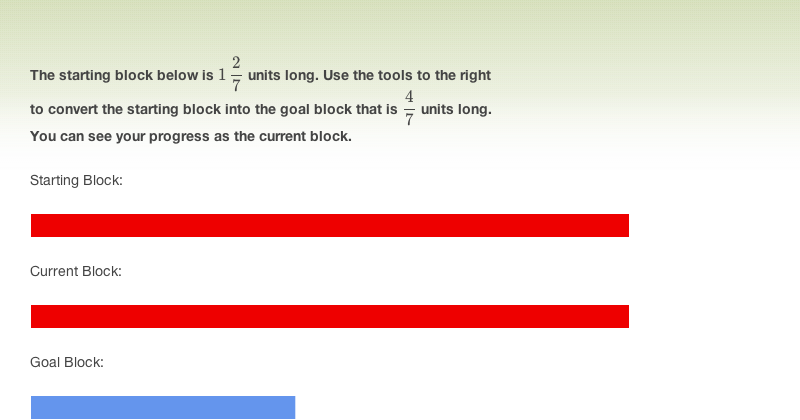 The starting block below is 1 2/7 units long. Use the tools to the right
to convert the starting block into the goal block that is 4/7 units long.
You can see your progress as the current block.
Starting Block:
Current Block:
Goal Block: